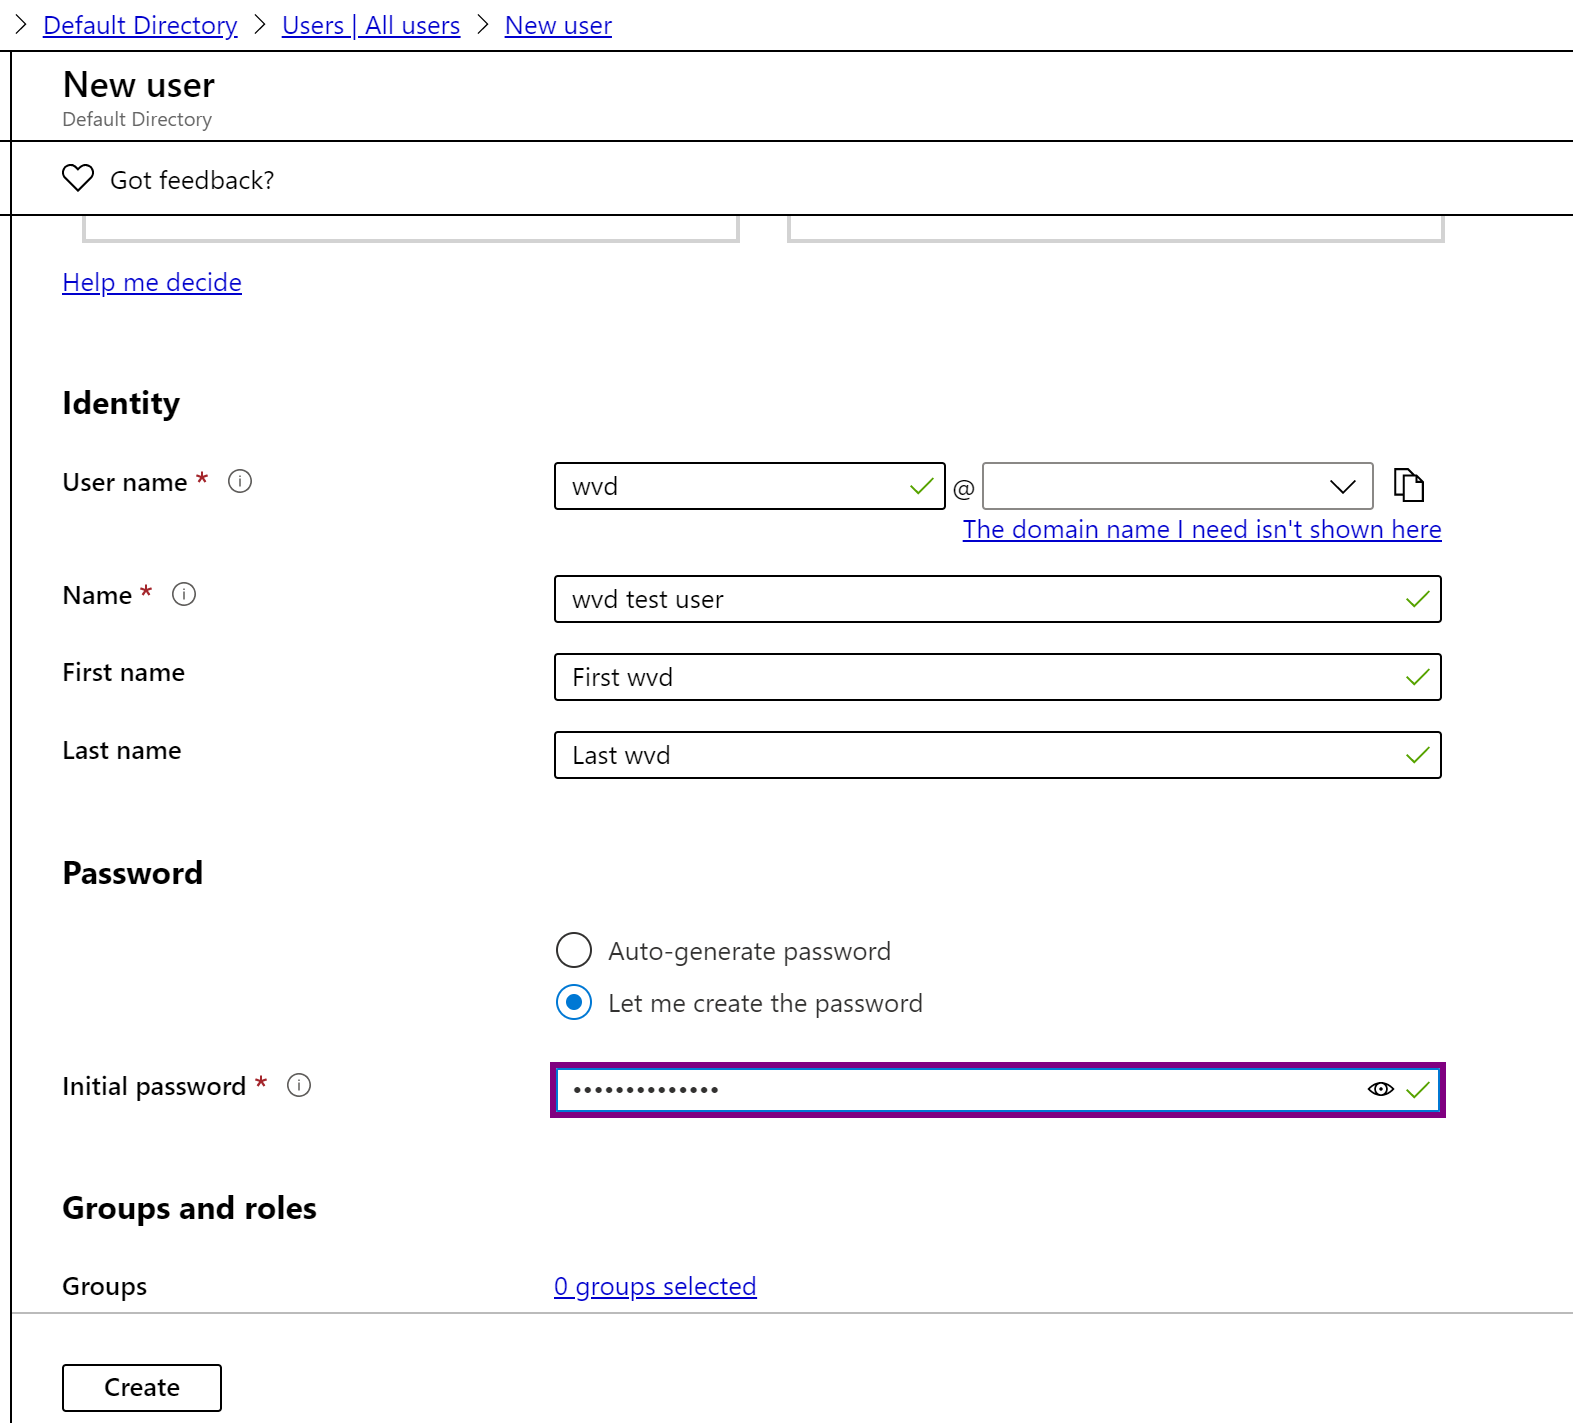 Default Directory > Users | All users > New user
New user
Default Directory
Got feedback?
Help me decide
Identity
User name *
wvd @
The domain name I need isn't shown here
Name * wvd test user
First name First wvd
Last name Last wvd
Password
Auto-generate password
Let me create the password
Initial password * ••••••••••••••
Groups and roles
Groups 0 groups selected
Create